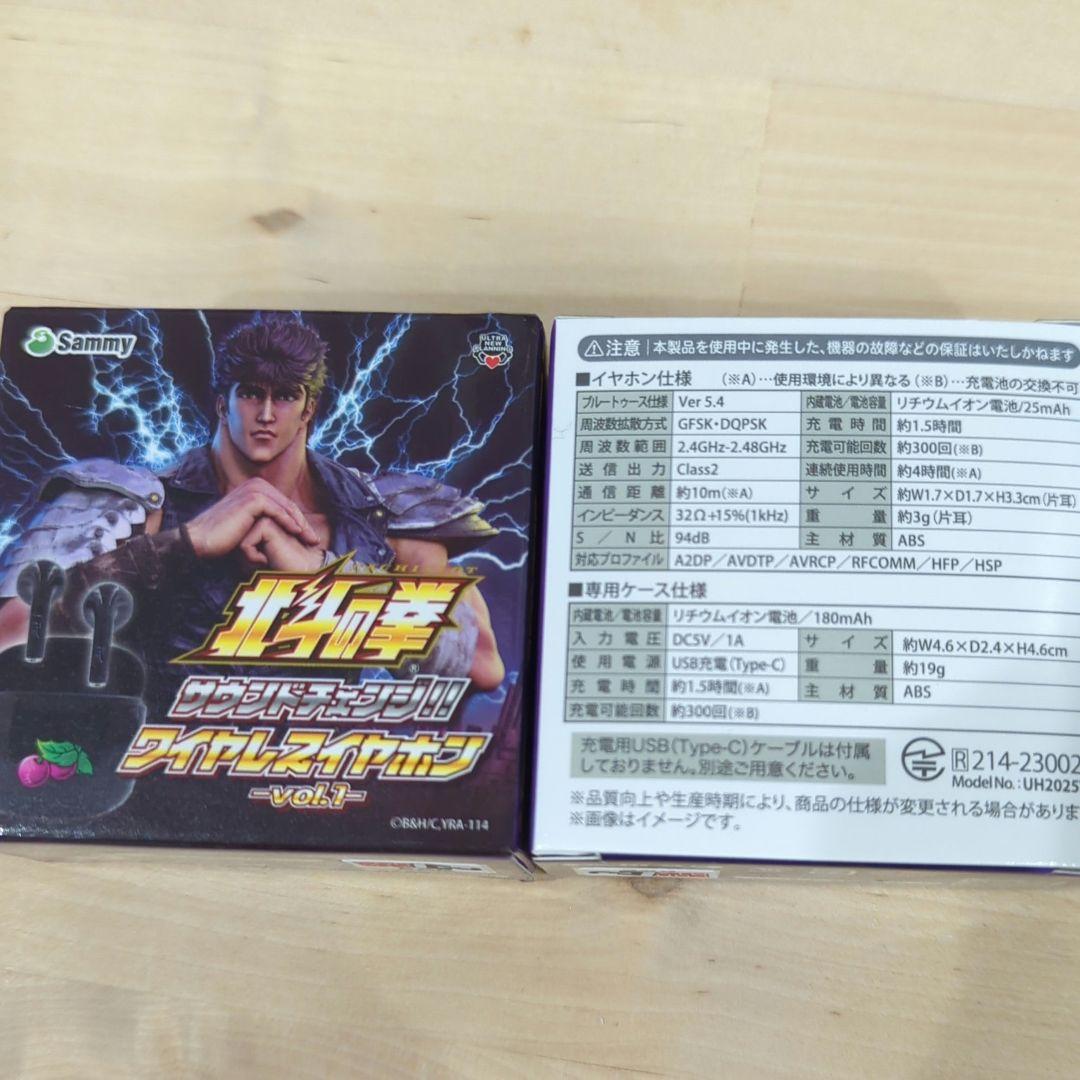 Sammy
ULTRA
NEW
PLANNING
北斗の拳
®
サウンドチェンジ!!
ワイヤレスイヤホン
-vol.1-
©B&H/C,YRA-114
注意 本製品を使用中に発生した、機器の故障などの保証はいたしかねます
■イヤホン仕様 (※A)…使用環境により異なる (※B)…充電池の交換不可
ブルートゥース仕様 Ver 5.4 内蔵電池/電池容量 リチウムイオン電池/25mAh
周波数拡散方式 GFSK・DQPSK 充電時間 約1.5時間
周波数範囲 2.4GHz-2.48GHz 充電可能回数 約300回(※B)
送信出力 Class2 連続使用時間 約4時間(※A)
通信距離 約10m(※A) サイズ 約W1.7×D1.7×H3.3cm(片耳)
インピーダンス 32Ω+15%(1kHz) 重量 約3g(片耳)
S/N比 94dB 主材質 ABS
対応プロファイル A2DP/AVDTP/AVRCP/RFCOMM/HFP/HSP
■専用ケース仕様
内蔵電池/電池容量 リチウムイオン電池/180mAh
入力電圧 DC5V/1A サイズ 約W4.6×D2.4×H4.6cm
使用電源 USB充電(Type-C) 重量 約19g
充電時間 約1.5時間(※A) 主材質 ABS
充電可能回数 約300回(※B)
充電用USB(Type-C)ケーブルは付属
しておりません。別途ご用意ください。
R 214-23002
Model No.: UH2025
※品質向上や生産時期により、商品の仕様が変更される場合がありま
※画像はイメージです。